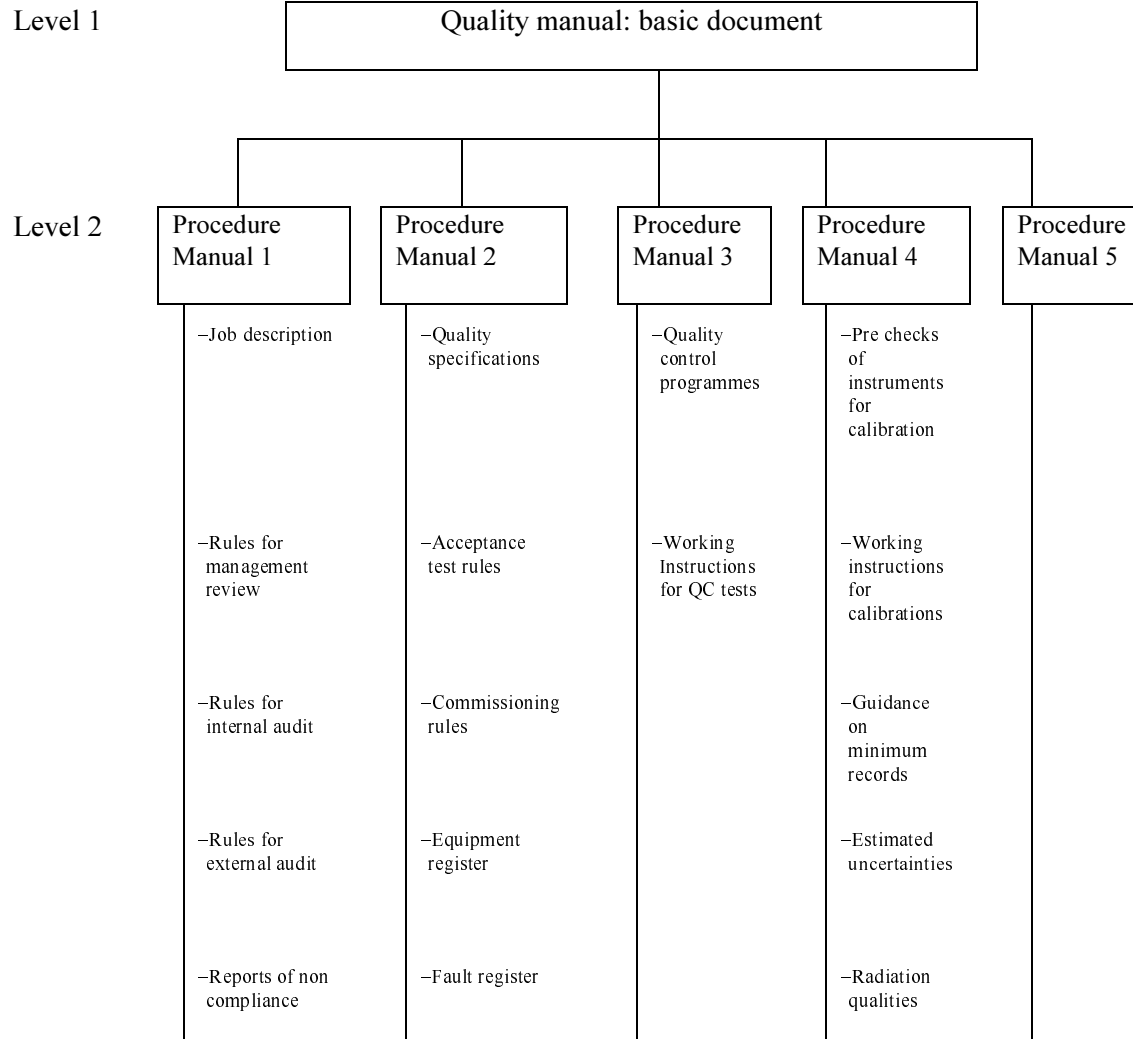 Level 1
Quality manual: basic document
Level 2
Procedure
Manual 1
Procedure
Manual 2
Procedure
Manual 3
Procedure
Manual 4
Procedure
Manual 5
–Job description
–Rules for
management
review
–Rules for
internal audit
–Rules for
external audit
–Reports of non
compliance
–Quality
specifications
–Acceptance
test rules
–Commissioning
rules
–Equipment
register
–Fault register
–Quality
control
programmes
–Working
Instructions
for QC tests
–Pre checks
of
instruments
for
calibration
–Working
instructions
for
calibrations
–Guidance
on
minimum
records
–Estimated
uncertainties
–Radiation
qualities